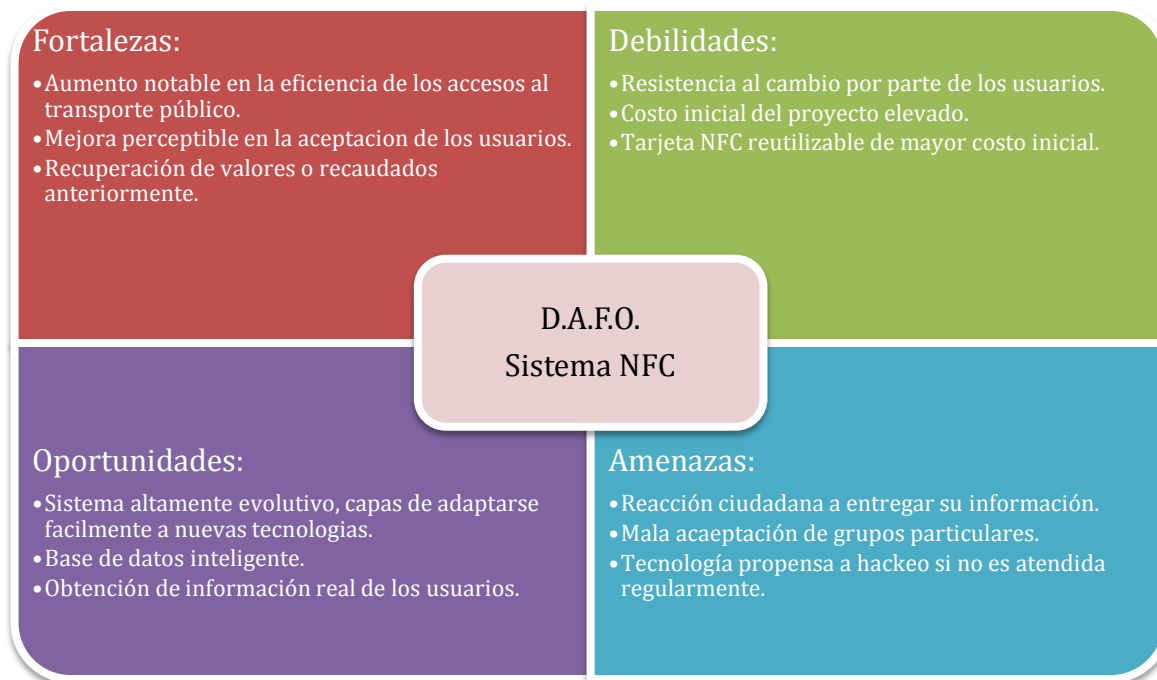 Fortalezas:
•Aumento notable en la eficiencia de los accesos al
transporte público.
•Mejora perceptible en la aceptacion de los usuarios.
•Recuperación de valores o recaudados
anteriormente.
Debilidades:
•Resistencia al cambio por parte de los usuarios.
•Costo inicial del proyecto elevado.
•Tarjeta NFC reutilizable de mayor costo inicial.
D.A.F.O.
Sistema NFC
Oportunidades:
•Sistema altamente evolutivo, capas de adaptarse
facilmente a nuevas tecnologias.
•Base de datos inteligente.
•Obtención de información real de los usuarios.
Amenazas:
•Reacción ciudadana a entregar su información.
•Mala acaeptación de grupos particulares.
•Tecnología propensa a hackeo si no es atendida
regularmente.